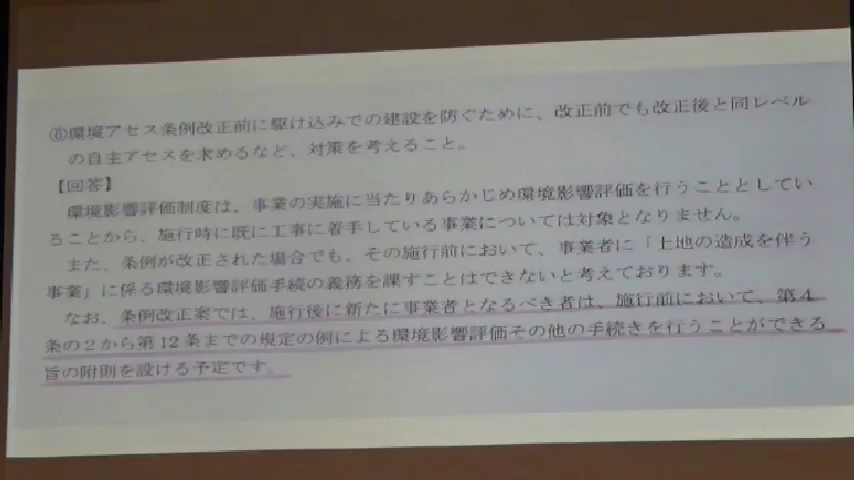 ⑥環境アセス条例改正前に駆け込みでの建設を防ぐために、改正前でも改正後と同レベル
の自主アセスを求めるなど、対策を考えること。
【回答】
環境影響評価制度は、事業の実施に当たりあらかじめ環境影響評価を行うこととしてい
ることから、施行時に既に工事に着手している事業については対象となりません。
また、条例が改正された場合でも、その施行前において、事業者に「土地の造成を伴う
事業」に係る環境影響評価手続の義務を課すことはできないと考えております。
なお、条例改正案では、施行後に新たに事業者となるべき者は、施行前において、第４
条の２から第12条までの規定の例による環境影響評価その他の手続きを行うことができる
旨の附則を設ける予定です。